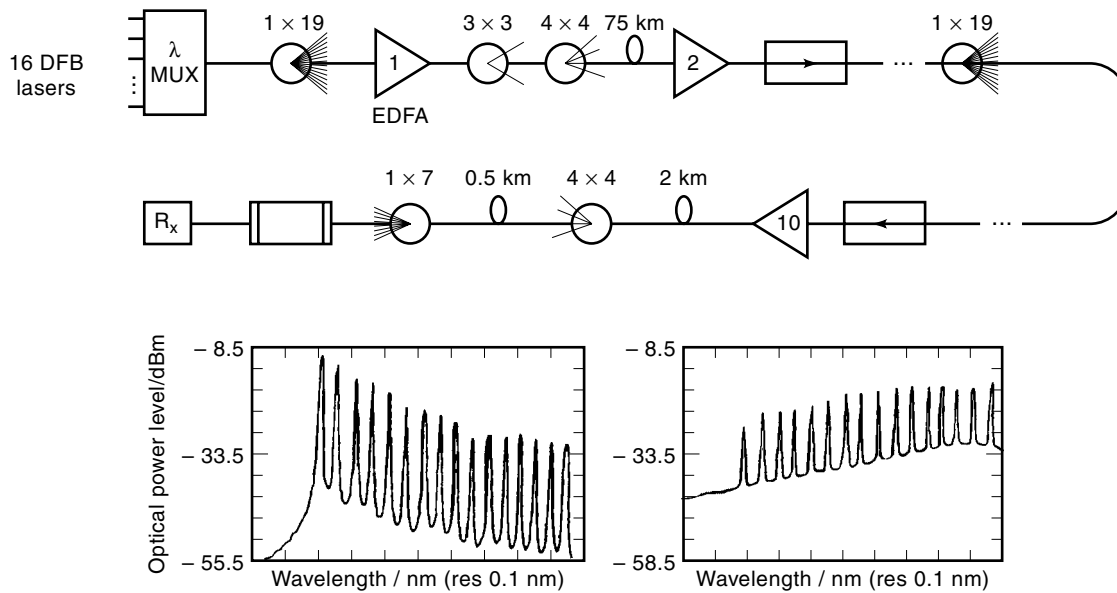 1 × 19
3 × 3
4 × 4
75 km
1 × 19
16 DFB
lasers
λ
MUX
1
2
...
EDFA
1 × 7
0.5 km
4 × 4
2 km
Rx
10
...
– 8.5
– 33.5
– 55.5
Optical power level/dBm
Wavelength / nm (res 0.1 nm)
– 8.5
– 33.5
– 58.5
Wavelength / nm (res 0.1 nm)